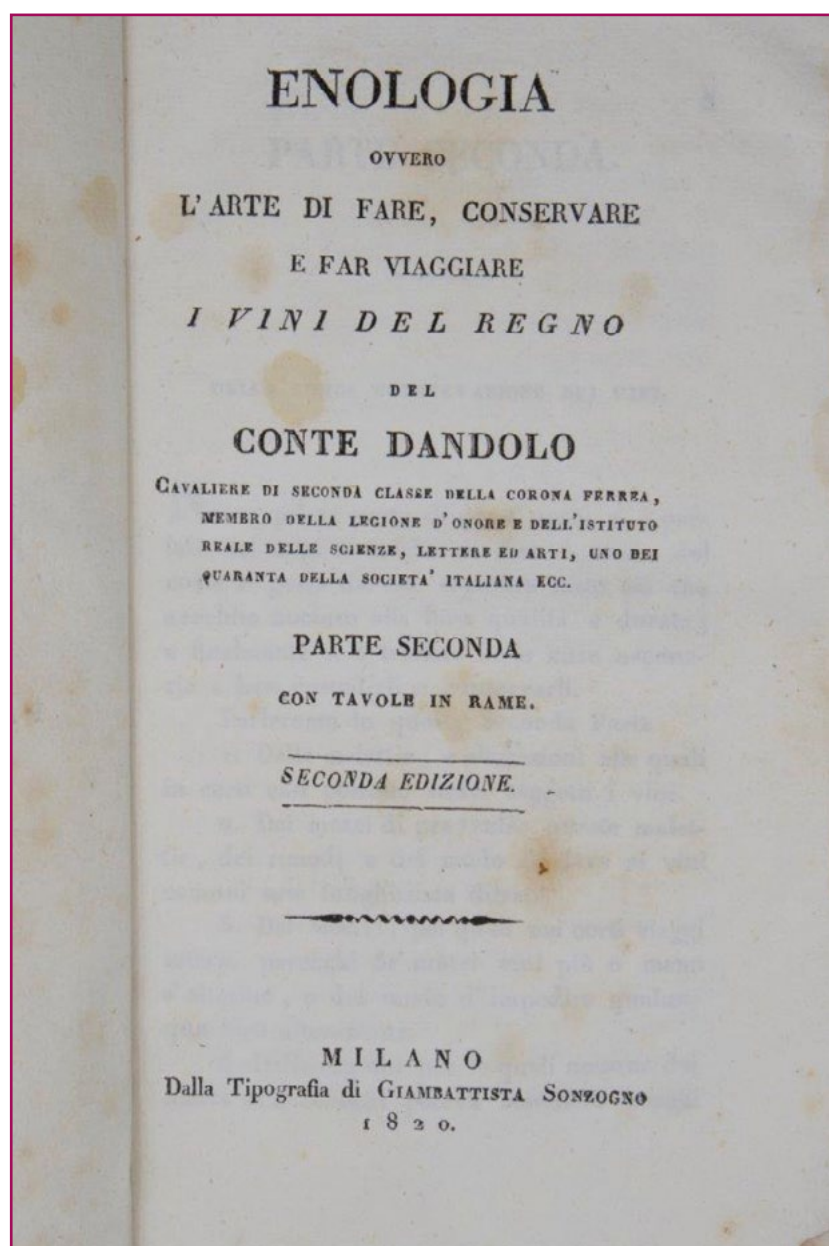 ENOLOGIA
OVVERO
L'ARTE DI FARE, CONSERVARE
E FAR VIAGGIARE
I VINI DEL REGNO
DEL
CONTE DANDOLO
CAVALIERE DI SECONDA CLASSE DELLA CORONA FERREA,
MEMBRO DELLA LEGIONE D'ONORE E DELL'ISTITUTO
REALE DELLE SCIENZE, LETTERE ED ARTI, UNO DEI
QUARANTA DELLA SOCIETA' ITALIANA ECC.
PARTE SECONDA
CON TAVOLE IN RAME.
SECONDA EDIZIONE.
MILANO
Dalla Tipografia di GIAMBATTISTA SONZOGNO
1820.